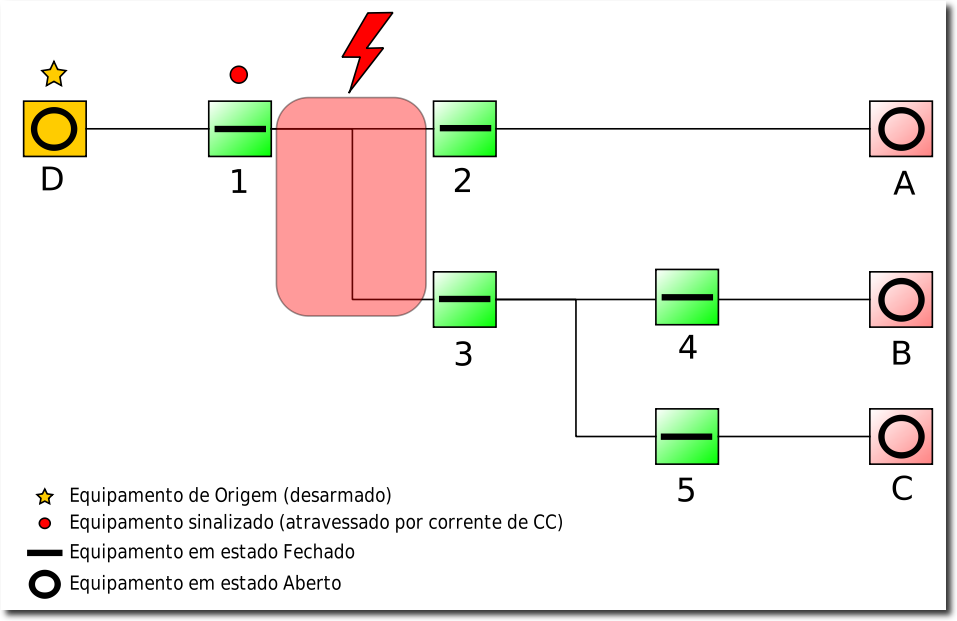 D
1
2
A
3
4
B
5
C
Equipamento de Origem (desarmado)
Equipamento sinalizado (atravessado por corrente de CC)
Equipamento em estado Fechado
Equipamento em estado Aberto